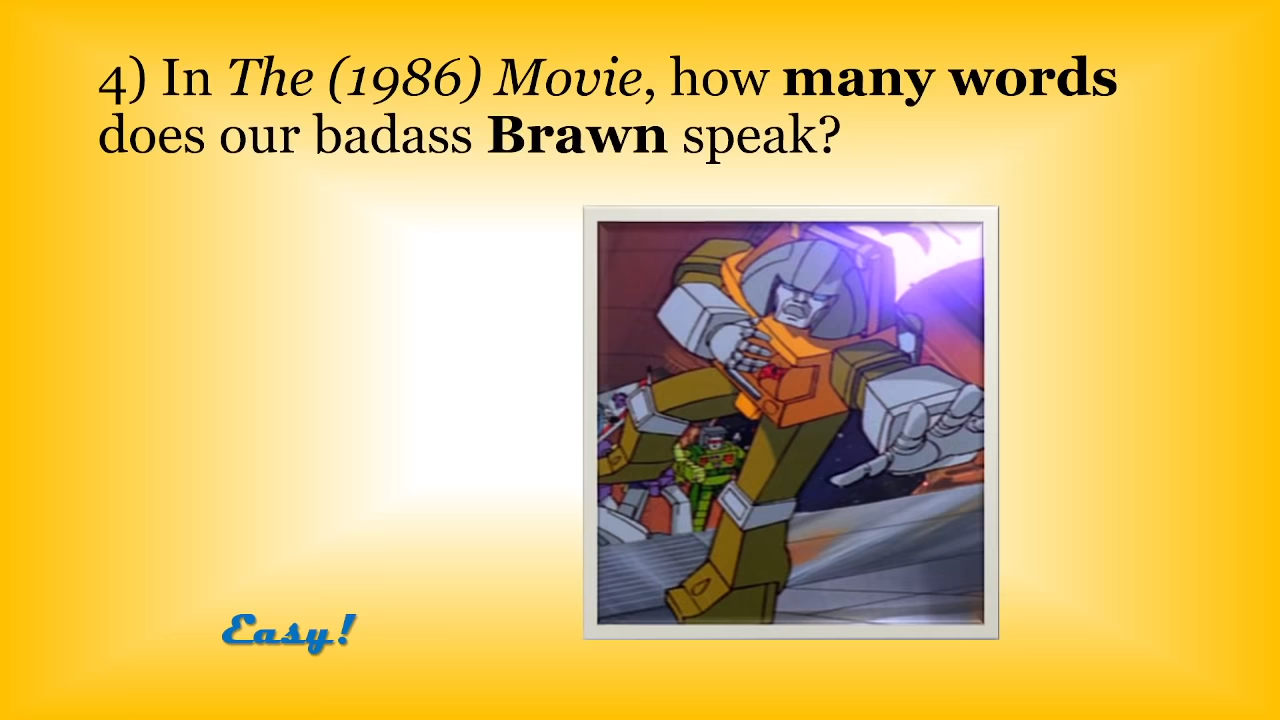 4) In The (1986) Movie, how many words
does our badass Brawn speak?
Easy!